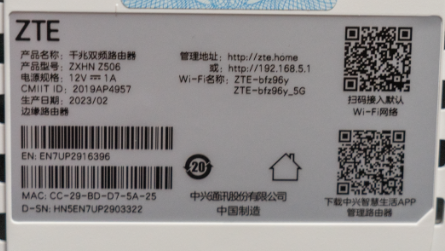 ZTE
产品名称: 千兆双频路由器
产品型号: ZXHN Z506
电源规格: 12V ⎓ 1A
CMIIT ID: 2019AP4957
生产日期: 2023/02
边缘路由器
管理地址: http://zte.home
或: http://192.168.5.1
Wi-Fi名称: ZTE-bfz96y
ZTE-bfz96y_5G
扫码接入默认
Wi-Fi网络
EN: EN7UP2916396
MAC: CC-29-BD-D7-5A-25
D-SN: HN5EN7UP2903322
20
中兴通讯股份有限公司
中国制造
下载中兴智慧生活APP
管理路由器